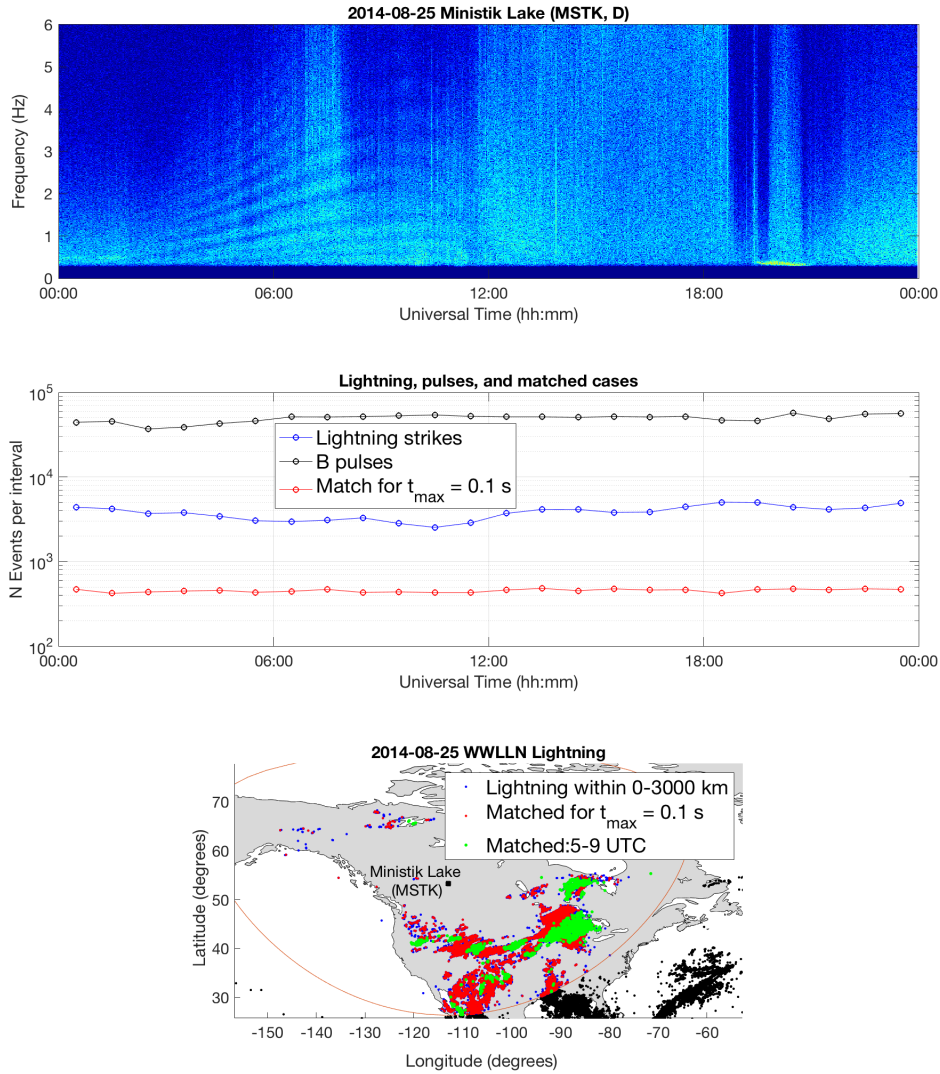 2014-08-25 Ministik Lake (MSTK, D)
6
5
4
3
2
1
0
Frequency (Hz)
00:00 06:00 12:00 18:00 00:00
Universal Time (hh:mm)
Lightning, pulses, and matched cases
10^5
10^4
10^3
10^2
N Events per interval
Lightning strikes
B pulses
Match for t_max = 0.1 s
00:00 06:00 12:00 18:00 00:00
Universal Time (hh:mm)
2014-08-25 WWLLN Lightning
Lightning within 0-3000 km
Matched for t_max = 0.1 s
Matched:5-9 UTC
70
60
50
40
30
Latitude (degrees)
Ministik Lake
(MSTK)
-150 -140 -130 -120 -110 -100 -90 -80 -70 -60
Longitude (degrees)